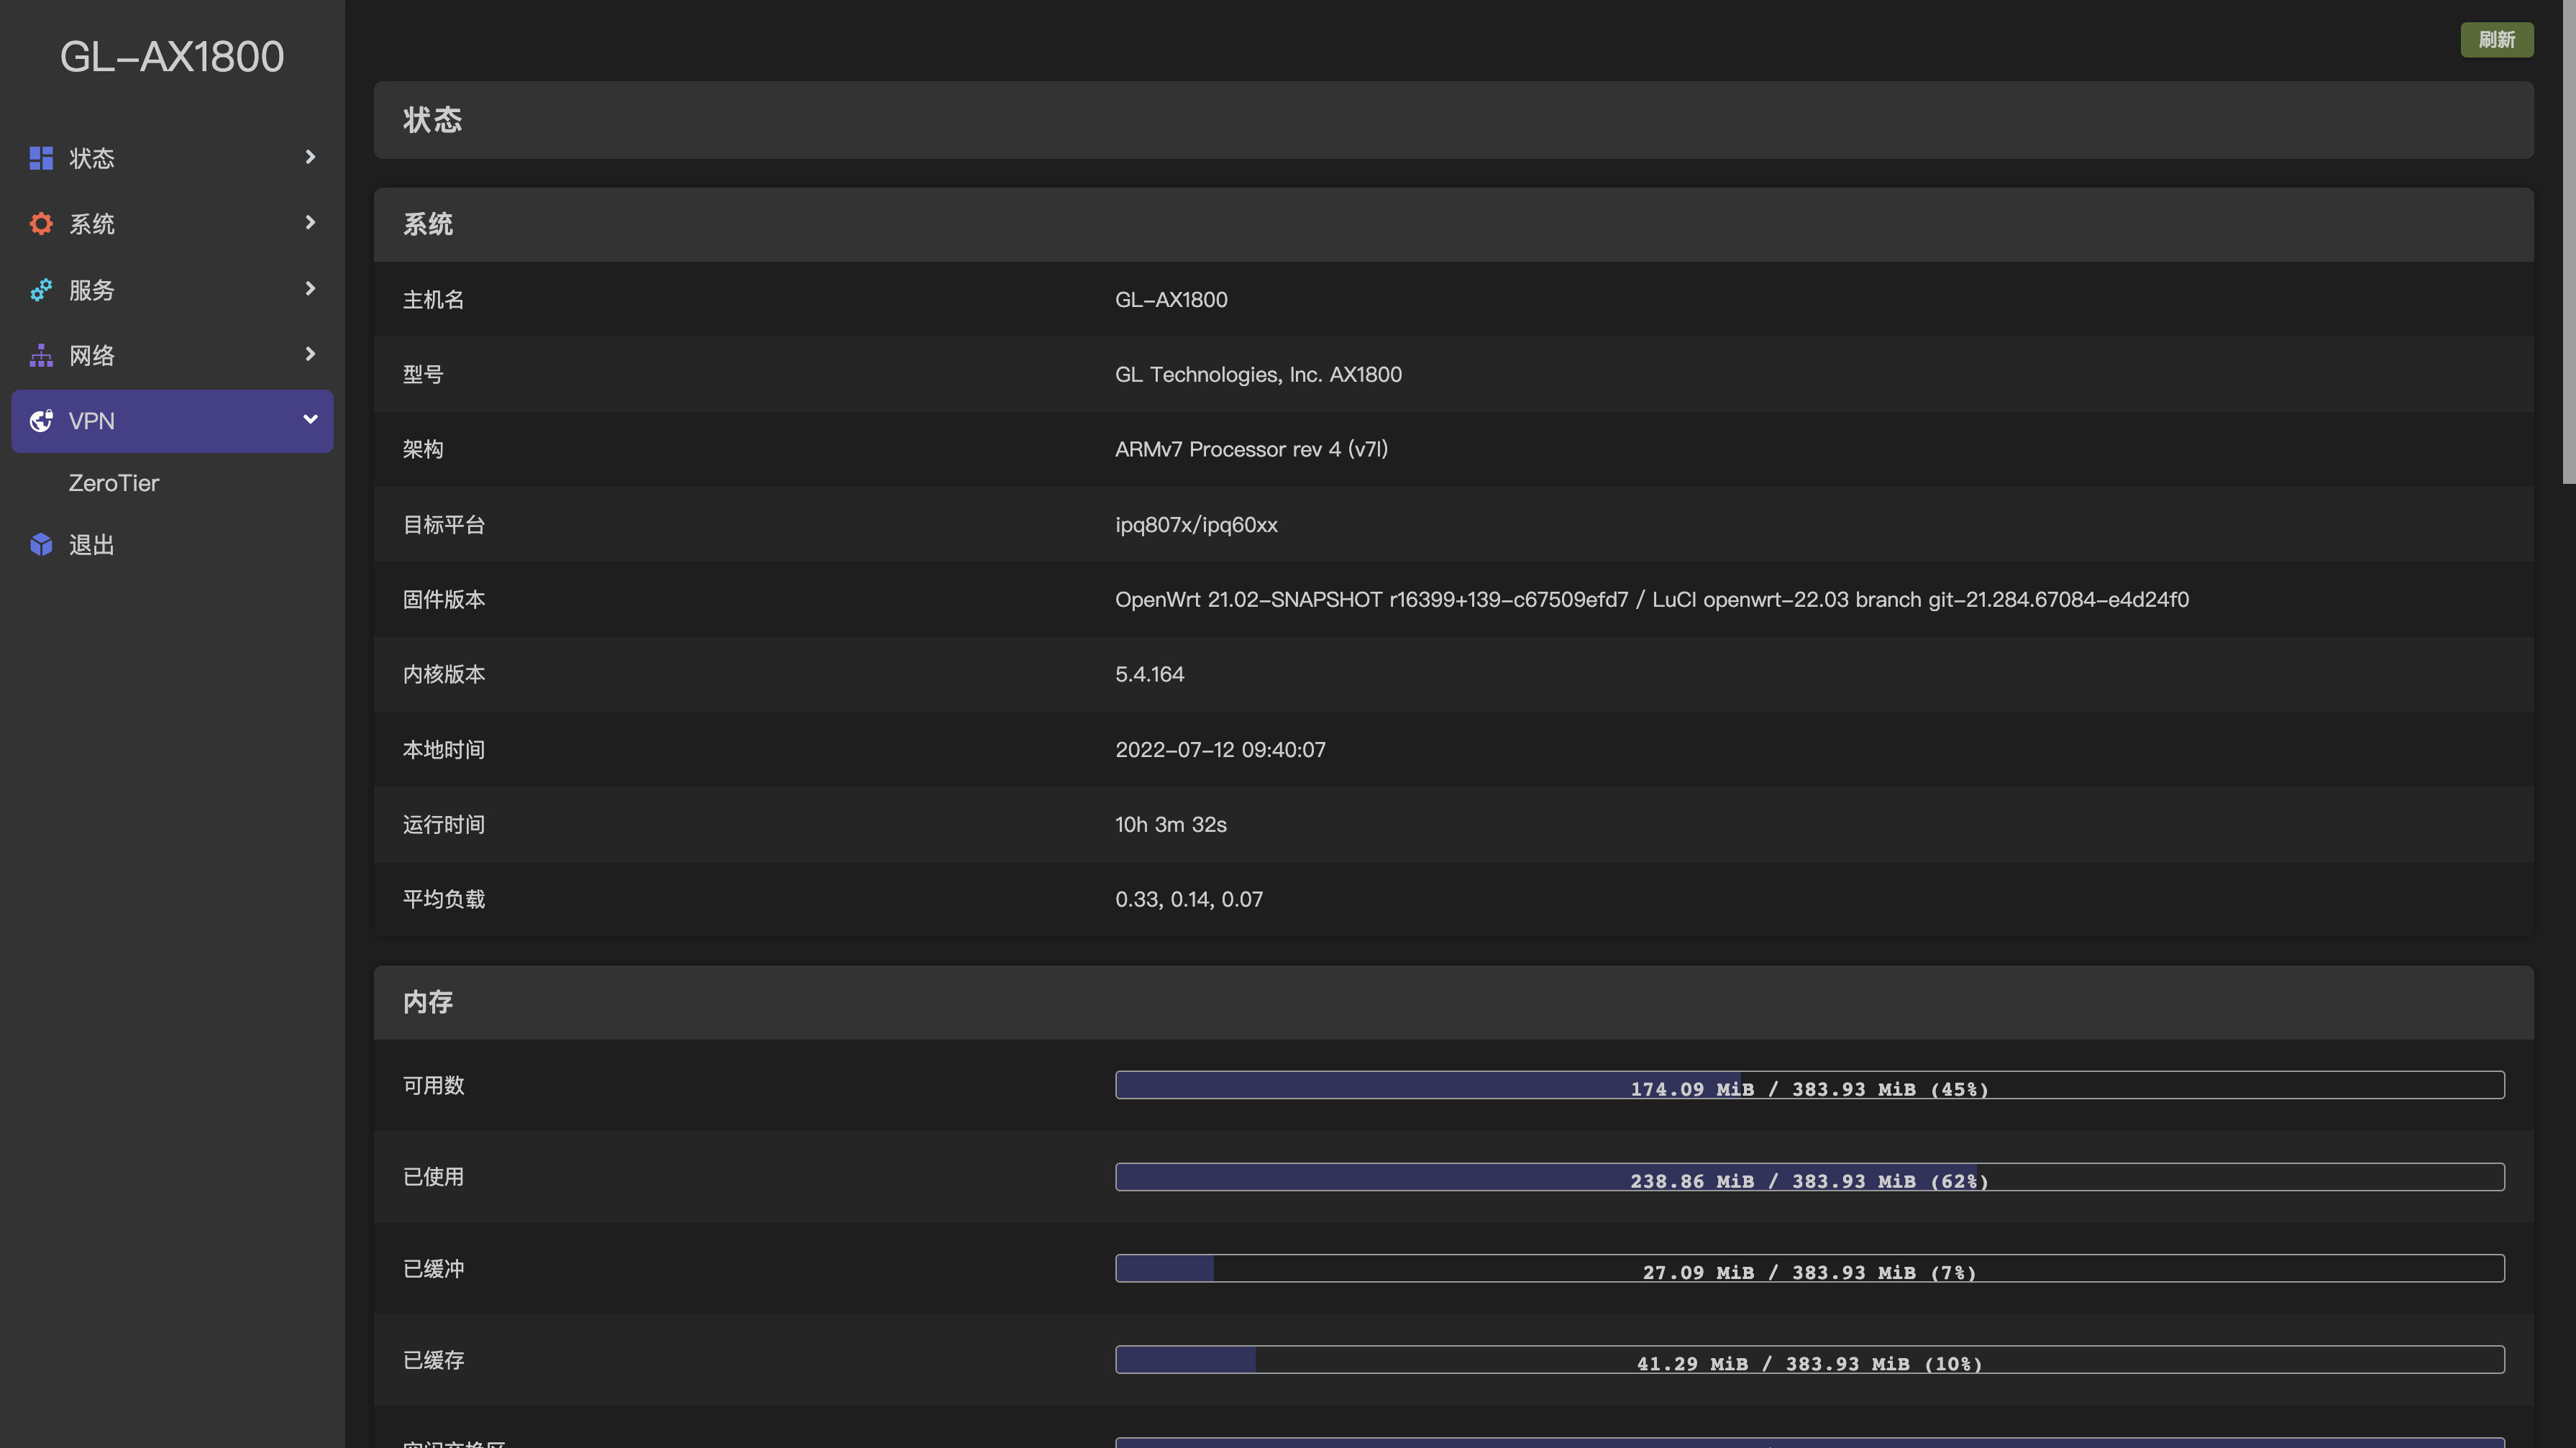 GL-AX1800
状态
系统
服务
网络
VPN
ZeroTier
退出
刷新
状态
系统
主机名 GL-AX1800
型号 GL Technologies, Inc. AX1800
架构 ARMv7 Processor rev 4 (v7l)
目标平台 ipq807x/ipq60xx
固件版本 OpenWrt 21.02-SNAPSHOT r16399+139-c67509efd7 / LuCI openwrt-22.03 branch git-21.284.67084-e4d24f0
内核版本 5.4.164
本地时间 2022-07-12 09:40:07
运行时间 10h 3m 32s
平均负载 0.33, 0.14, 0.07
内存
可用数 174.09 MiB / 383.93 MiB (45%)
已使用 238.86 MiB / 383.93 MiB (62%)
已缓冲 27.09 MiB / 383.93 MiB (7%)
已缓存 41.29 MiB / 383.93 MiB (10%)